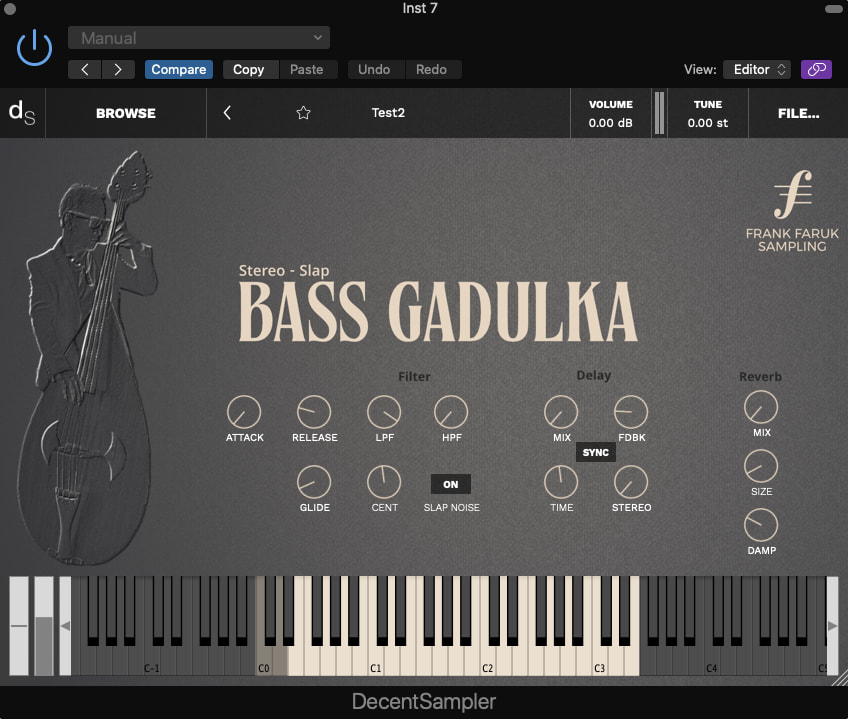 Inst 7
Manual
Compare
Copy
Paste
Undo
Redo
View:
Editor
dS
BROWSE
Test2
VOLUME
0.00 dB
TUNE
0.00 st
FILE...
FRANK FARUK
SAMPLING
Stereo - Slap
BASS GADULKA
Filter
Delay
Reverb
ATTACK
RELEASE
LPF
HPF
MIX
FDBK
MIX
SYNC
ON
GLIDE
CENT
SLAP NOISE
TIME
STEREO
SIZE
DAMP
C-1
C0
C1
C2
C3
C4
DecentSampler